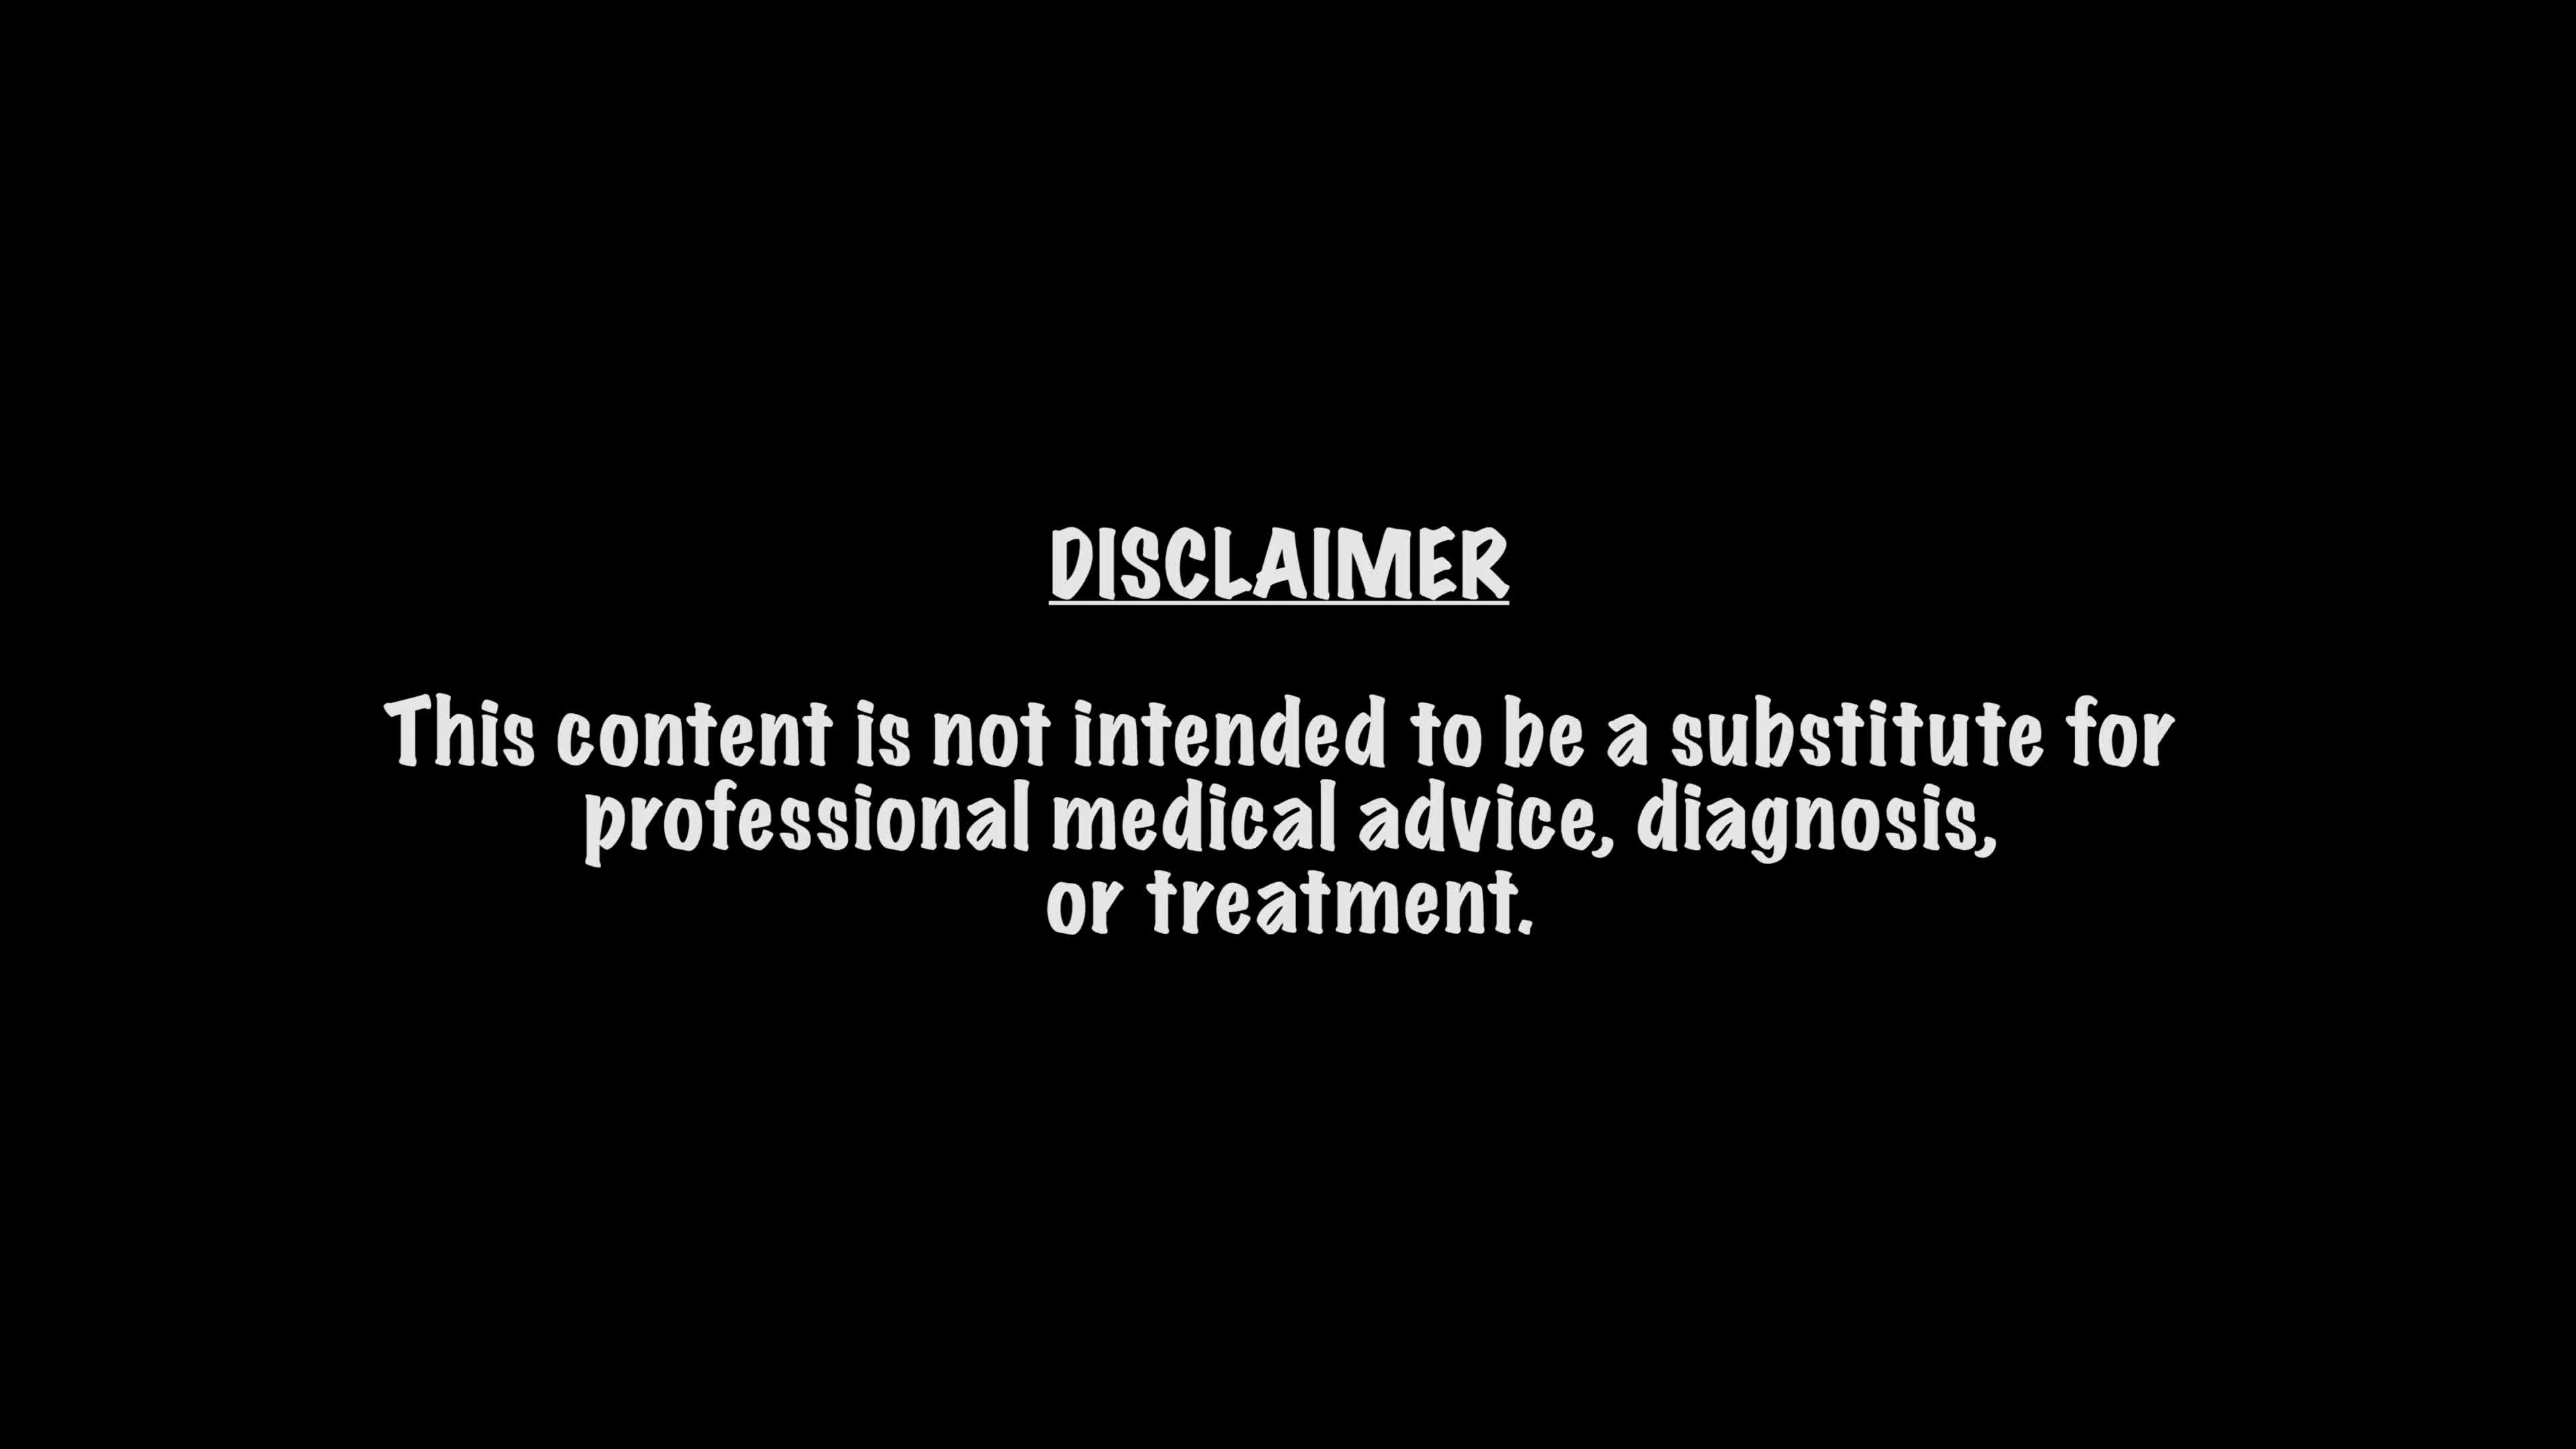 DISCLAIMER
This content is not intended to be a substitute for
professional medical advice, diagnosis,
or treatment.